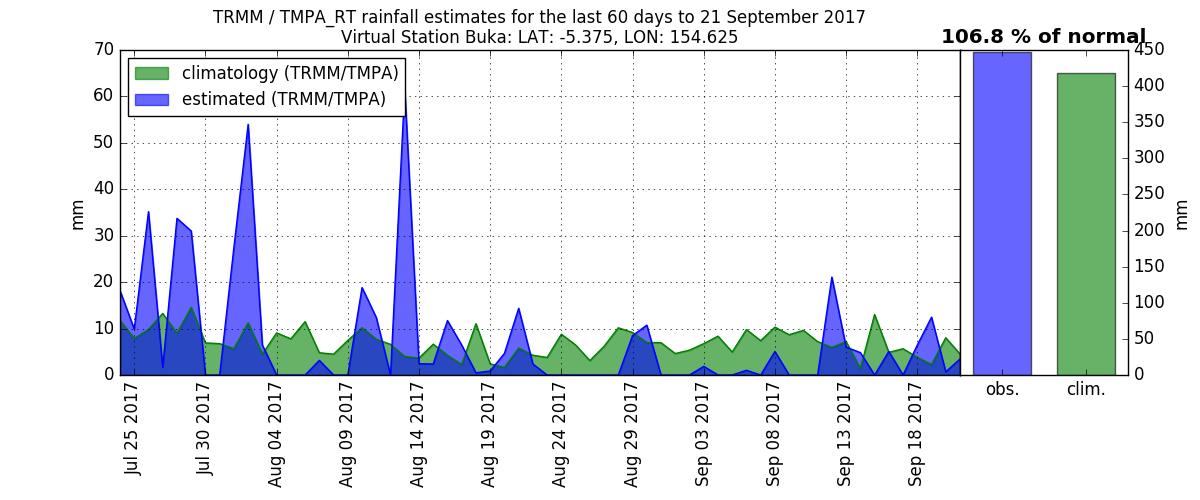 TRMM / TMPA_RT rainfall estimates for the last 60 days to 21 September 2017
Virtual Station Buka: LAT: -5.375, LON: 154.625
106.8 % of normal
climatology (TRMM/TMPA)
estimated (TRMM/TMPA)
70
60
50
40
30
20
10
0
mm
Jul 25 2017
Jul 30 2017
Aug 04 2017
Aug 09 2017
Aug 14 2017
Aug 19 2017
Aug 24 2017
Aug 29 2017
Sep 03 2017
Sep 08 2017
Sep 13 2017
Sep 18 2017
450
400
350
300
250
200
150
100
50
0
mm
obs.
clim.